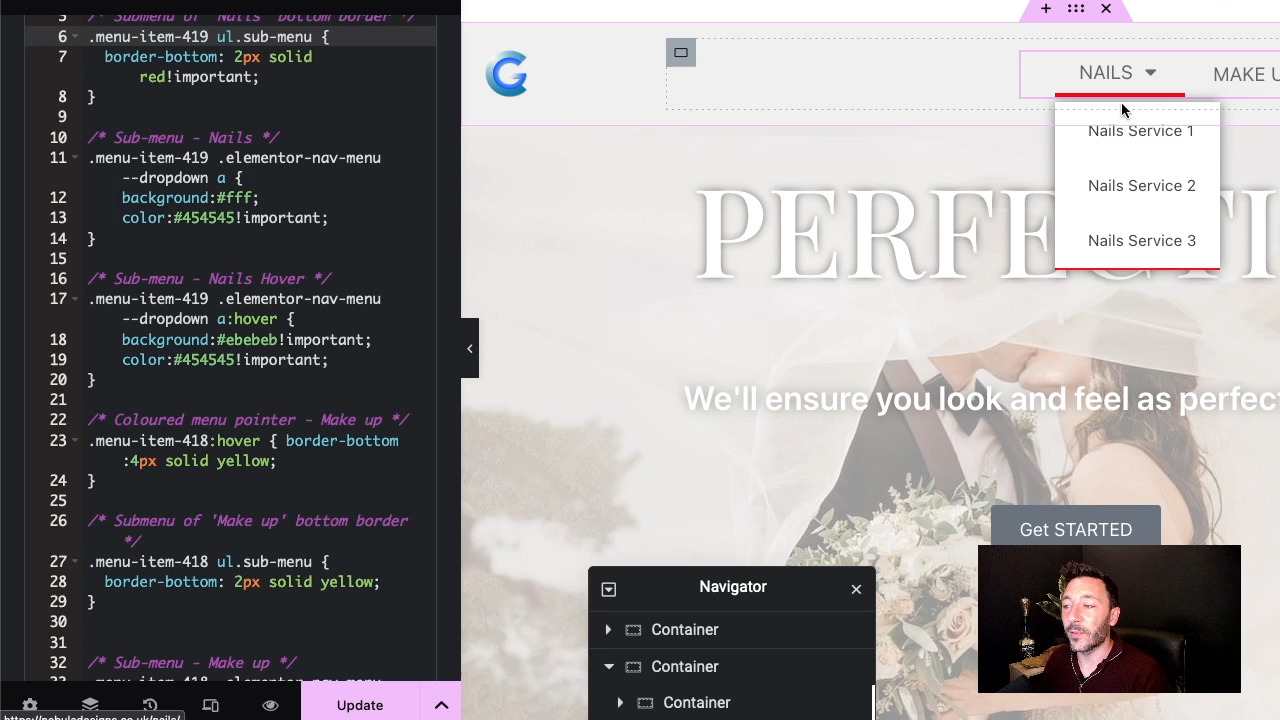 5 /* Submenu of 'Nails' bottom border */
6 .menu-item-419 ul.sub-menu {
7 border-bottom: 2px solid
red!important;
8 }
9
10 /* Sub-menu - Nails */
11 .menu-item-419 .elementor-nav-menu
--dropdown a {
12 background:#fff;
13 color:#454545!important;
14 }
15
16 /* Sub-menu - Nails Hover */
17 .menu-item-419 .elementor-nav-menu
--dropdown a:hover {
18 background:#ebebeb!important;
19 color:#454545!important;
20 }
21
22 /* Coloured menu pointer - Make up */
23 .menu-item-418:hover { border-bottom
:4px solid yellow;
24 }
25
26 /* Submenu of 'Make up' bottom border
*/
27 .menu-item-418 ul.sub-menu {
28 border-bottom: 2px solid yellow;
29 }
30
31
32 /* Sub-menu - Make up */
Update
G
NAILS
MAKE U
Nails Service 1
Nails Service 2
Nails Service 3
PERFECTI
We'll ensure you look and feel as perfect
Get STARTED
Navigator
Container
Container
Container